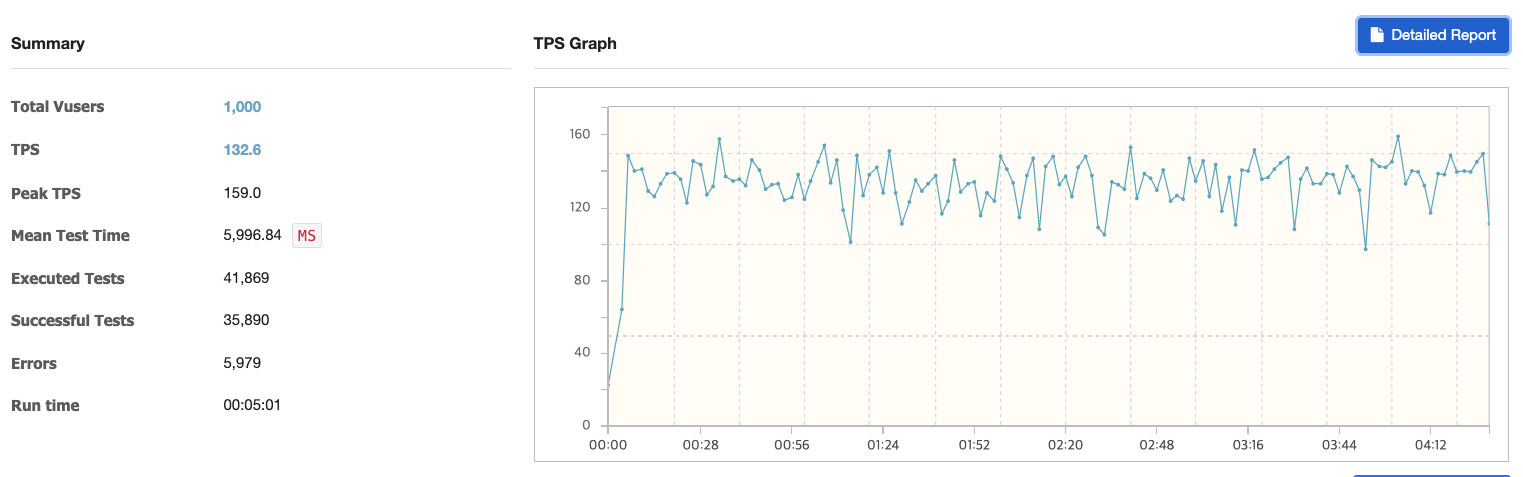 Summary
Total Vusers 1,000
TPS 132.6
Peak TPS 159.0
Mean Test Time 5,996.84 MS
Executed Tests 41,869
Successful Tests 35,890
Errors 5,979
Run time 00:05:01
TPS Graph
Detailed Report
160
120
80
40
0
00:00 00:28 00:56 01:24 01:52 02:20 02:48 03:16 03:44 04:12